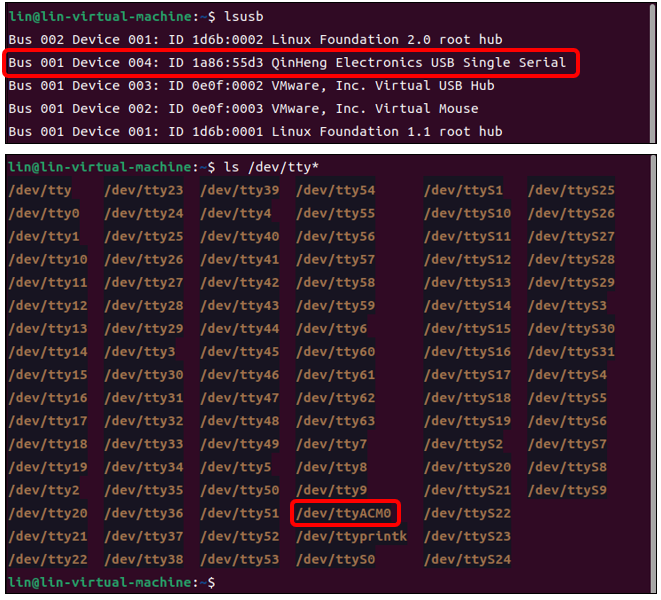 lin@lin-virtual-machine:~$ lsusb
Bus 002 Device 001: ID 1d6b:0002 Linux Foundation 2.0 root hub
Bus 001 Device 004: ID 1a86:55d3 QinHeng Electronics USB Single Serial
Bus 001 Device 003: ID 0e0f:0002 VMware, Inc. Virtual USB Hub
Bus 001 Device 002: ID 0e0f:0003 VMware, Inc. Virtual Mouse
Bus 001 Device 001: ID 1d6b:0001 Linux Foundation 1.1 root hub
lin@lin-virtual-machine:~$ ls /dev/tty*
/dev/tty /dev/tty23 /dev/tty39 /dev/tty54 /dev/ttyS1 /dev/ttyS25
/dev/tty0 /dev/tty24 /dev/tty4 /dev/tty55 /dev/ttyS10 /dev/ttyS26
/dev/tty1 /dev/tty25 /dev/tty40 /dev/tty56 /dev/ttyS11 /dev/ttyS27
/dev/tty10 /dev/tty26 /dev/tty41 /dev/tty57 /dev/ttyS12 /dev/ttyS28
/dev/tty11 /dev/tty27 /dev/tty42 /dev/tty58 /dev/ttyS13 /dev/ttyS29
/dev/tty12 /dev/tty28 /dev/tty43 /dev/tty59 /dev/ttyS14 /dev/ttyS3
/dev/tty13 /dev/tty29 /dev/tty44 /dev/tty6 /dev/ttyS15 /dev/ttyS30
/dev/tty14 /dev/tty3 /dev/tty45 /dev/tty60 /dev/ttyS16 /dev/ttyS31
/dev/tty15 /dev/tty30 /dev/tty46 /dev/tty61 /dev/ttyS17 /dev/ttyS4
/dev/tty16 /dev/tty31 /dev/tty47 /dev/tty62 /dev/ttyS18 /dev/ttyS5
/dev/tty17 /dev/tty32 /dev/tty48 /dev/tty63 /dev/ttyS19 /dev/ttyS6
/dev/tty18 /dev/tty33 /dev/tty49 /dev/tty7 /dev/ttyS2 /dev/ttyS7
/dev/tty19 /dev/tty34 /dev/tty5 /dev/tty8 /dev/ttyS20 /dev/ttyS8
/dev/tty2 /dev/tty35 /dev/tty50 /dev/tty9 /dev/ttyS21 /dev/ttyS9
/dev/tty20 /dev/tty36 /dev/tty51 /dev/ttyACM0 /dev/ttyS22
/dev/tty21 /dev/tty37 /dev/tty52 /dev/ttyprintk /dev/ttyS23
/dev/tty22 /dev/tty38 /dev/tty53 /dev/ttyS0 /dev/ttyS24
lin@lin-virtual-machine:~$